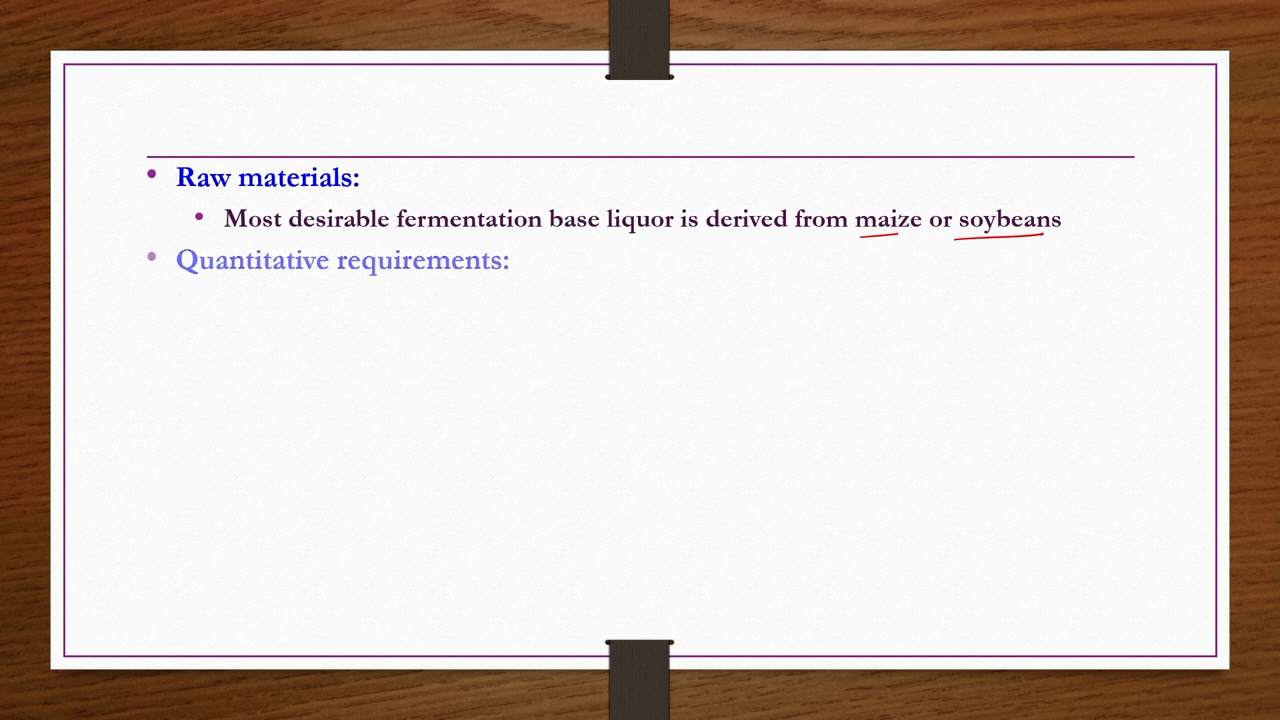 Raw materials:
Most desirable fermentation base liquor is derived from maize or soybeans
Quantitative requirements: